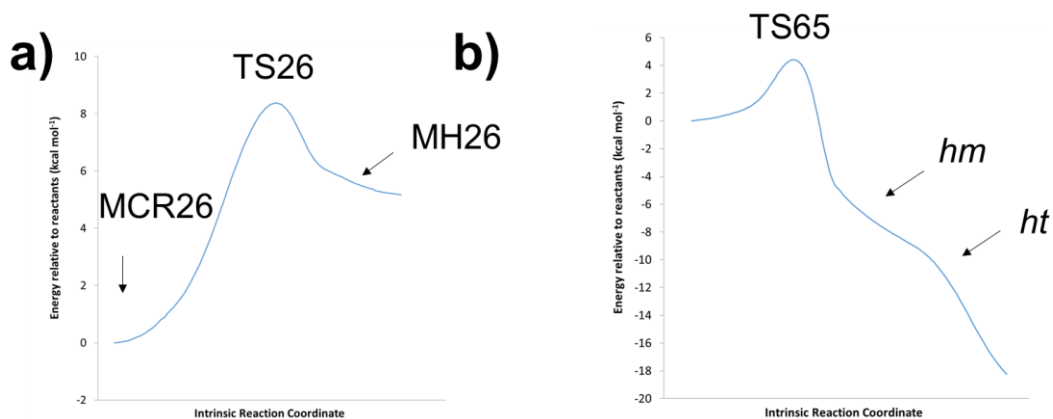 a)
TS26
MCR26
MH26
Energy relative to reactants (kcal mol⁻¹)
10
8
6
4
2
0
-2
Intrinsic Reaction Coordinate
b)
TS65
hm
ht
Energy relative to reactants (kcal mol⁻¹)
6
4
2
0
-2
-4
-6
-8
-10
-12
-14
-16
-18
-20
Intrinsic Reaction Coordinate